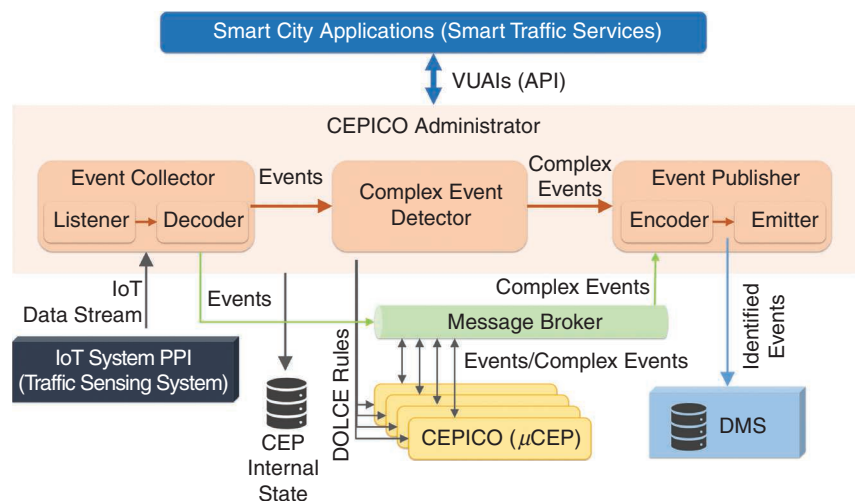 Smart City Applications (Smart Traffic Services)
VUAIs (API)
CEPICO Administrator
Event Collector
Listener
Decoder
Events
Complex Event
Detector
Complex
Events
Event Publisher
Encoder
Emitter
IoT
Data Stream
Events
Complex Events
Message Broker
IoT System PPI
(Traffic Sensing System)
CEP
Internal
State
DOLCE Rules
Events/Complex Events
CEPICO (μCEP)
Identified
Events
DMS